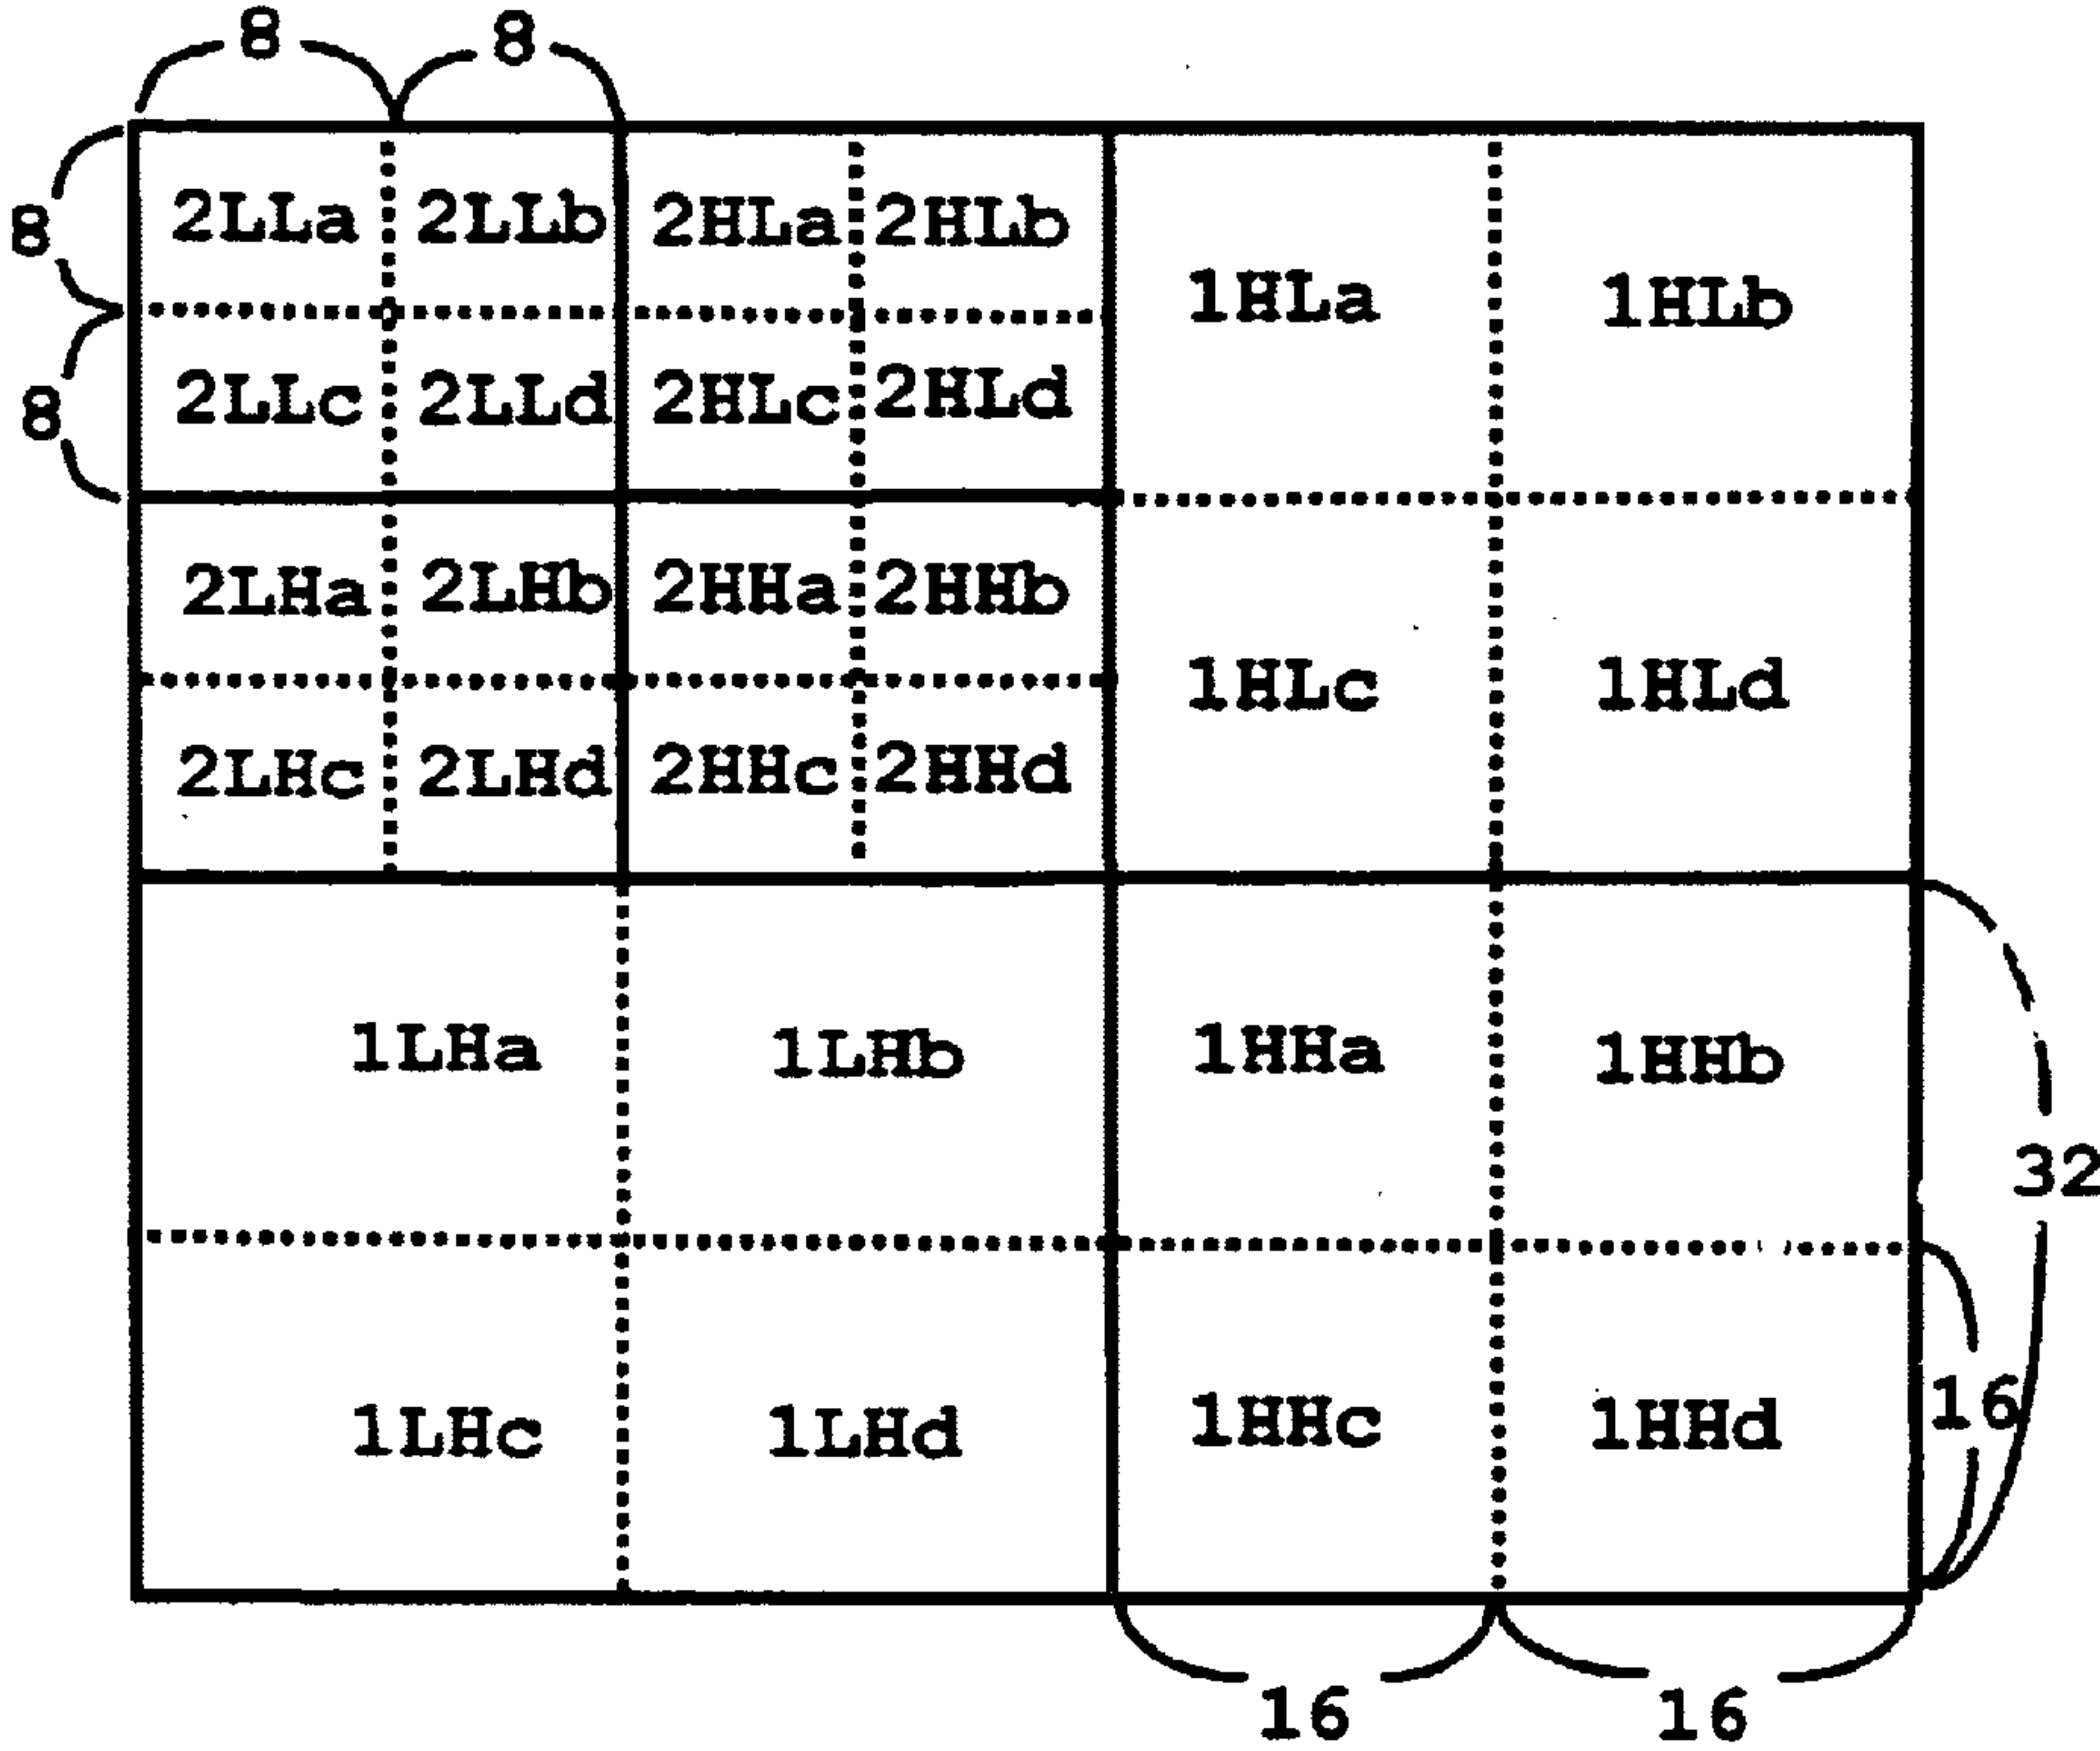 8 8
8 2LLa 2LLb 2HLa 2HLb
1HLa 1HLb
8 2LLc 2LLd 2HLc 2HLd
2LHa 2LHb 2HHa 2HHb
1HLc 1HLd
2LHc 2LHd 2HHc 2HHd
1LHa 1LHb 1HHa 1HHb
32
1LHc 1LHd 1HHc 1HHd 16
16 16